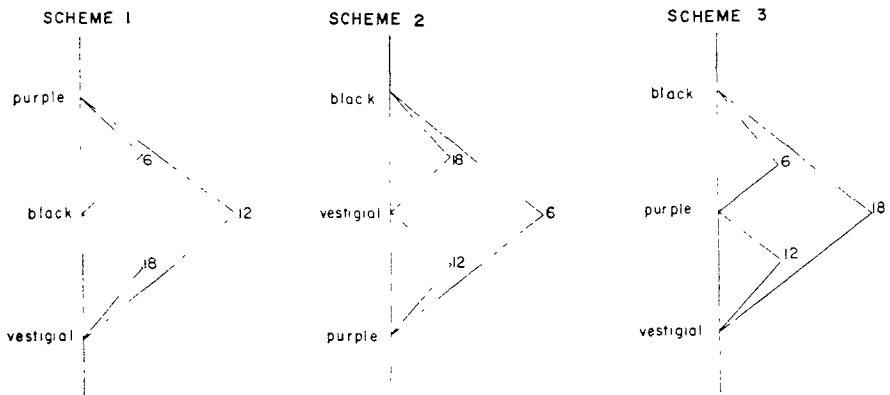 SCHEME 1
SCHEME 2
SCHEME 3
purple
black
black
6
18
6
black
12
vestigial
6
purple
18
18
12
12
vestigial
purple
vestigial